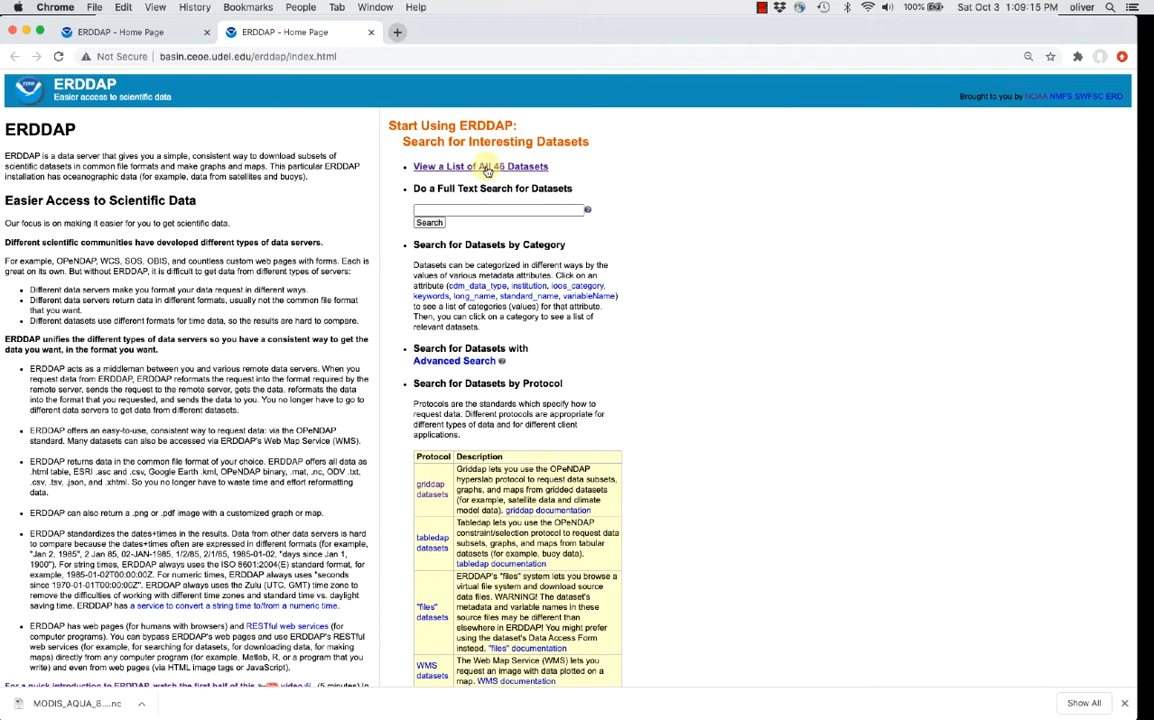 Chrome File Edit View History Bookmarks People Tab Window Help 100% Sat Oct 3 1:09:15 PM oliver
ERDDAP - Home Page × ERDDAP - Home Page × +
Not Secure basin.ceoe.udel.edu/erddap/index.html
ERDDAP
Easier access to scientific data
Brought to you by NOAA NMFS SWFSC ERD
ERDDAP
ERDDAP is a data server that gives you a simple, consistent way to download subsets of
scientific datasets in common file formats and make graphs and maps. This particular ERDDAP
installation has oceanographic data (for example, data from satellites and buoys).
Easier Access to Scientific Data
Our focus is on making it easier for you to get scientific data.
Different scientific communities have developed different types of data servers.
For example, OPeNDAP, WCS, SOS, OBIS, and countless custom web pages with forms. Each is
great on its own. But without ERDDAP, it is difficult to get data from different types of servers:
• Different data servers make you format your data request in different ways.
• Different data servers return data in different formats, usually not the common file format
that you want.
• Different datasets use different formats for time data, so the results are hard to compare.
ERDDAP unifies the different types of data servers so you have a consistent way to get the
data you want, in the format you want.
• ERDDAP acts as a middleman between you and various remote data servers. When you
request data from ERDDAP, ERDDAP reformats the request into the format required by the
remote server, sends the request to the remote server, gets the data, reformats the data
into the format that you requested, and sends the data to you. You no longer have to go to
different data servers to get data from different datasets.
• ERDDAP offers an easy-to-use, consistent way to request data: via the OPeNDAP
standard. Many datasets can also be accessed via ERDDAP's Web Map Service (WMS).
• ERDDAP returns data in the common file format of your choice. ERDDAP offers all data as
.html table, ESRI .asc and .csv, Google Earth .kml, OPeNDAP binary, .mat, .nc, ODV .txt,
.csv, .tsv, .json, and .xhtml. So you no longer have to waste time and effort reformatting
data.
• ERDDAP can also return a .png or .pdf image with a customized graph or map.
• ERDDAP standardizes the dates+times in the results. Data from other data servers is hard
to compare because the dates+times often are expressed in different formats (for example,
"Jan 2, 1985", 2 Jan 85, 02-JAN-1985, 1/2/85, 2/1/85, 1985-01-02, "days since Jan 1,
1900"). For string times, ERDDAP always uses the ISO 8601:2004(E) standard format, for
example, 1985-01-02T00:00:00Z. For numeric times, ERDDAP always uses "seconds
since 1970-01-01T00:00:00Z". ERDDAP always uses the Zulu (UTC, GMT) time zone to
remove the difficulties of working with different time zones and standard time vs. daylight
saving time. ERDDAP has a service to convert a string time to/from a numeric time.
• ERDDAP has web pages (for humans with browsers) and RESTful web services (for
computer programs). You can bypass ERDDAP's web pages and use ERDDAP's RESTful
web services (for example, for searching for datasets, for downloading data, for making
maps) directly from any computer program (for example, Matlab, R, or a program that you
write) and even from web pages (via HTML image tags or JavaScript).
For a quick introduction to ERDDAP, watch the first half of this video. (5 minutes) In
Start Using ERDDAP:
Search for Interesting Datasets
• View a List of All 46 Datasets
• Do a Full Text Search for Datasets
Search
• Search for Datasets by Category
Datasets can be categorized in different ways by the
values of various metadata attributes. Click on an
attribute (cdm_data_type, institution, ioos_category,
keywords, long_name, standard_name, variableName)
to see a list of categories (values) for that attribute.
Then, you can click on a category to see a list of
relevant datasets.
• Search for Datasets with
Advanced Search
• Search for Datasets by Protocol
Protocols are the standards which specify how to
request data. Different protocols are appropriate for
different types of data and for different client
applications.
Protocol Description
griddap
datasets
Griddap lets you use the OPeNDAP
hyperslab protocol to request data subsets,
graphs, and maps from gridded datasets
(for example, satellite data and climate
model data). griddap documentation
tabledap
datasets
Tabledap lets you use the OPeNDAP
constraint/selection protocol to request data
subsets, graphs, and maps from tabular
datasets (for example, buoy data).
tabledap documentation
"files"
datasets
ERDDAP's "files" system lets you browse a
virtual file system and download source
data files. WARNING! The dataset's
metadata and variable names in these
source files may be different than
elsewhere in ERDDAP! You might prefer
using the dataset's Data Access Form
instead. "files" documentation
WMS
datasets
The Web Map Service (WMS) lets you
request an image with data plotted on a
map. WMS documentation
MODIS_AQUA_8....nc
Show All ×